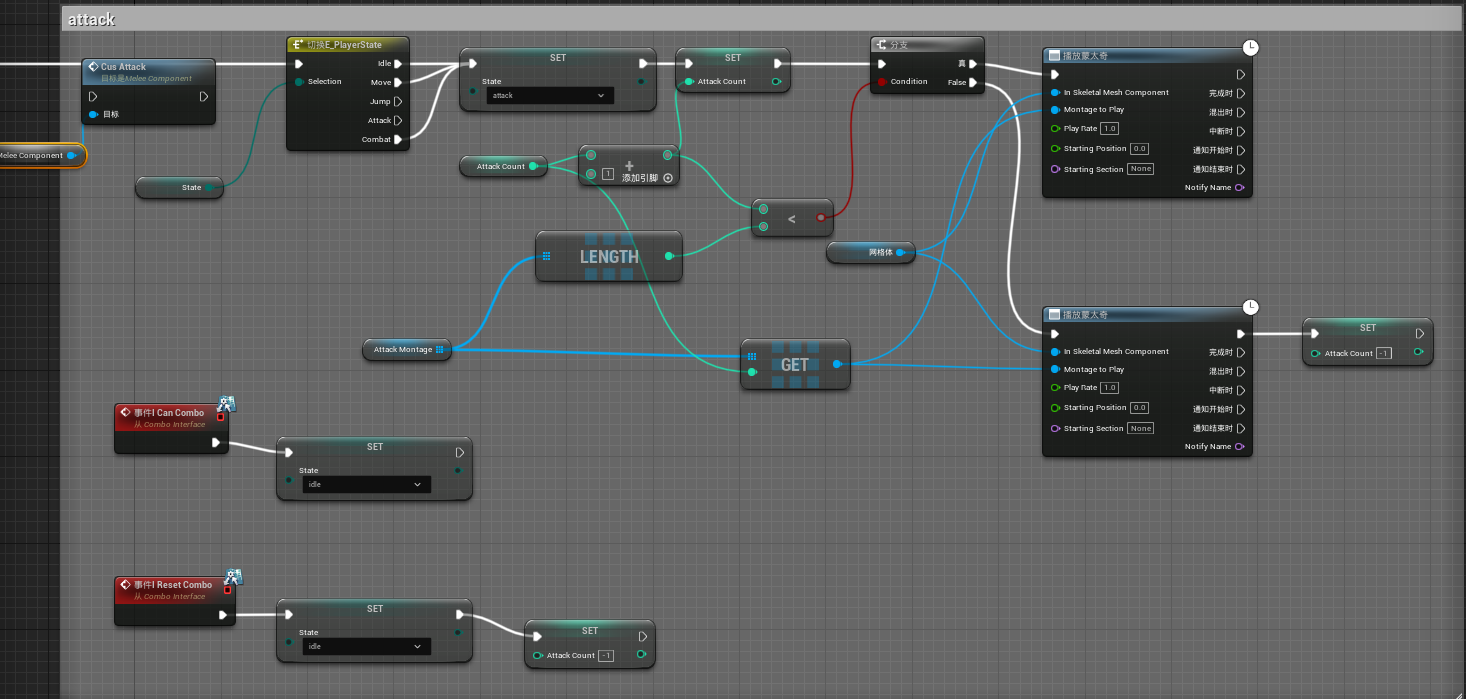 attack
Cus Attack
目标是Melee Component
目标
Melee Component
State
切换E_PlayerState
Selection
Idle
Move
Jump
Attack
Combat
SET
State
attack
SET
Attack Count
Attack Count
1
添加引脚
<
LENGTH
Attack Montage
GET
网格体
分支
Condition
真
False
播放蒙太奇
In Skeletal Mesh Component
Montage to Play
Play Rate 1.0
Starting Position 0.0
Starting Section None
完成时
混出时
中断时
通知开始时
通知结束时
Notify Name
播放蒙太奇
In Skeletal Mesh Component
Montage to Play
Play Rate 1.0
Starting Position 0.0
Starting Section None
完成时
混出时
中断时
通知开始时
通知结束时
Notify Name
SET
Attack Count -1
事件I Can Combo
从 Combo Interface
SET
State
idle
事件I Reset Combo
从 Combo Interface
SET
State
idle
SET
Attack Count -1